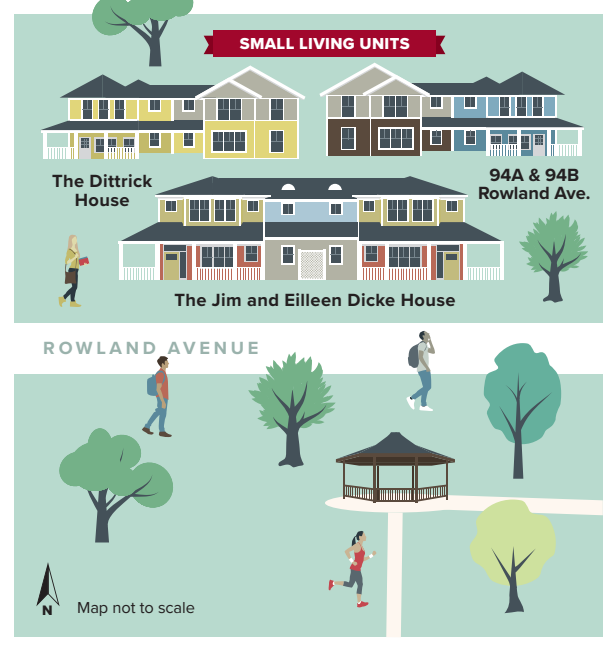 SMALL LIVING UNITS
The Dittrick
House
94A & 94B
Rowland Ave.
The Jim and Eilleen Dicke House
ROWLAND AVENUE
N
Map not to scale